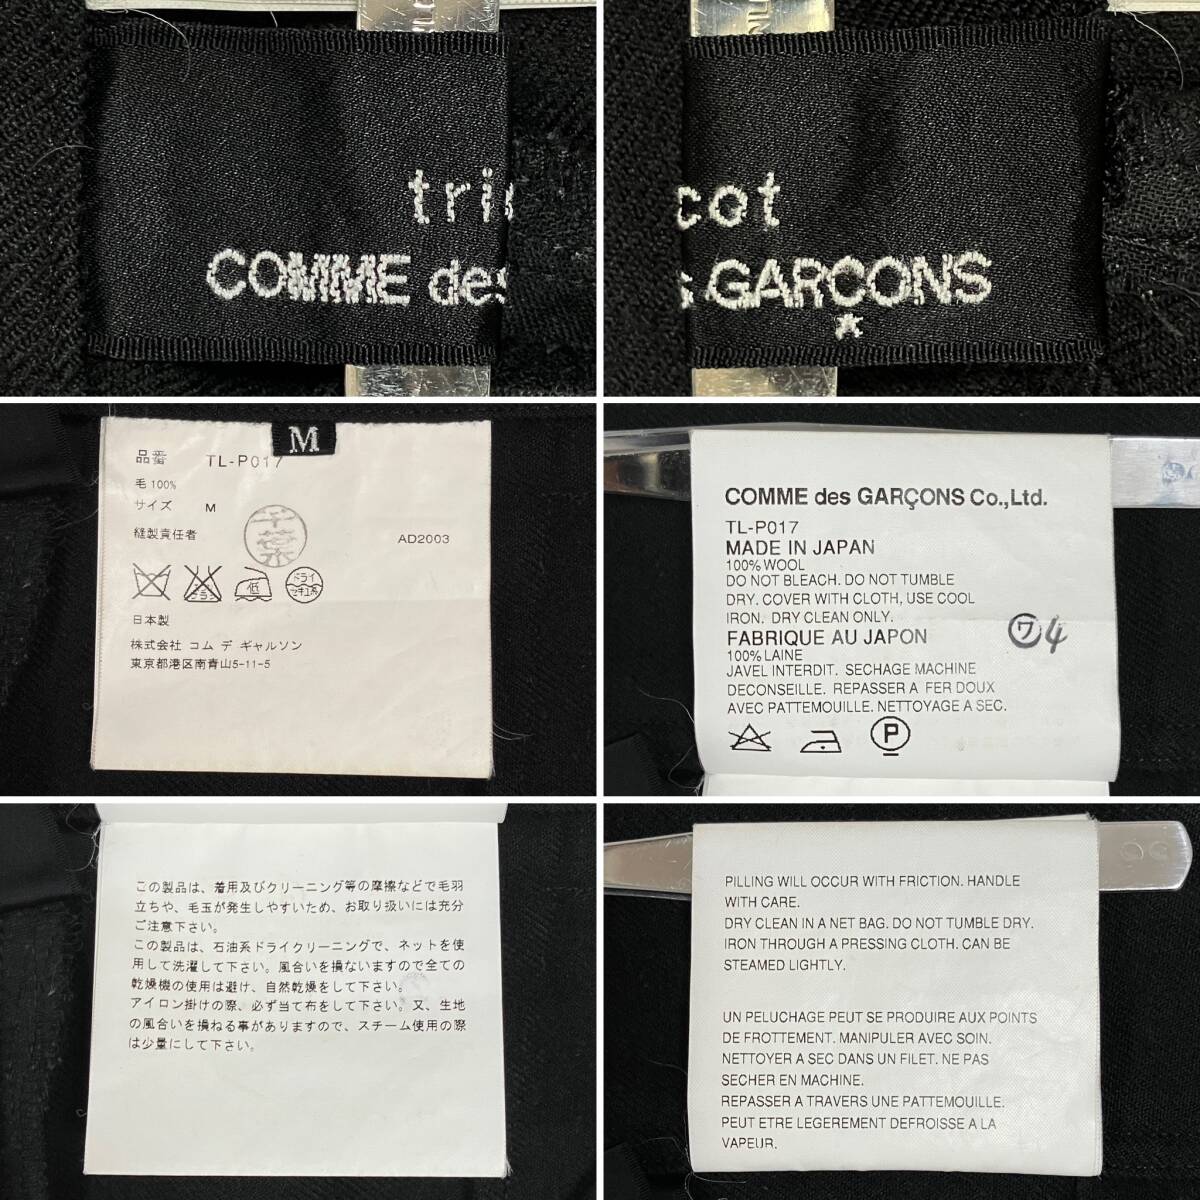 tri
COMME des
cot
s GARCONS
*
M
品番 TL-P017
毛 100%
サイズ M
縫製責任者 千葉 AD2003
低 ドライ セキユ系
日本製
株式会社 コム デ ギャルソン
東京都港区南青山5-11-5
COMME des GARÇONS Co.,Ltd.
TL-P017
MADE IN JAPAN
100% WOOL
DO NOT BLEACH. DO NOT TUMBLE
DRY. COVER WITH CLOTH, USE COOL
IRON. DRY CLEAN ONLY.
FABRIQUE AU JAPON
ワ4
100% LAINE
JAVEL INTERDIT. SECHAGE MACHINE
DECONSEILLE. REPASSER A FER DOUX
AVEC PATTEMOUILLE. NETTOYAGE A SEC.
P
この製品は、着用及びクリーニング等の摩擦などで毛羽
立ちや、毛玉が発生しやすいため、お取り扱いには充分
ご注意下さい。
この製品は、石油系ドライクリーニングで、ネットを使
用して洗濯して下さい。風合いを損ないますので全ての
乾燥機の使用は避け、自然乾燥をして下さい。
アイロン掛けの際、必ず当て布をして下さい。又、生地
の風合いを損ねる事がありますので、スチーム使用の際
は少量にして下さい。
PILLING WILL OCCUR WITH FRICTION. HANDLE
WITH CARE.
DRY CLEAN IN A NET BAG. DO NOT TUMBLE DRY.
IRON THROUGH A PRESSING CLOTH. CAN BE
STEAMED LIGHTLY.
UN PELUCHAGE PEUT SE PRODUIRE AUX POINTS
DE FROTTEMENT. MANIPULER AVEC SOIN.
NETTOYER A SEC DANS UN FILET. NE PAS
SECHER EN MACHINE.
REPASSER A TRAVERS UNE PATTEMOUILLE.
PEUT ETRE LEGEREMENT DEFROISSE A LA
VAPEUR.